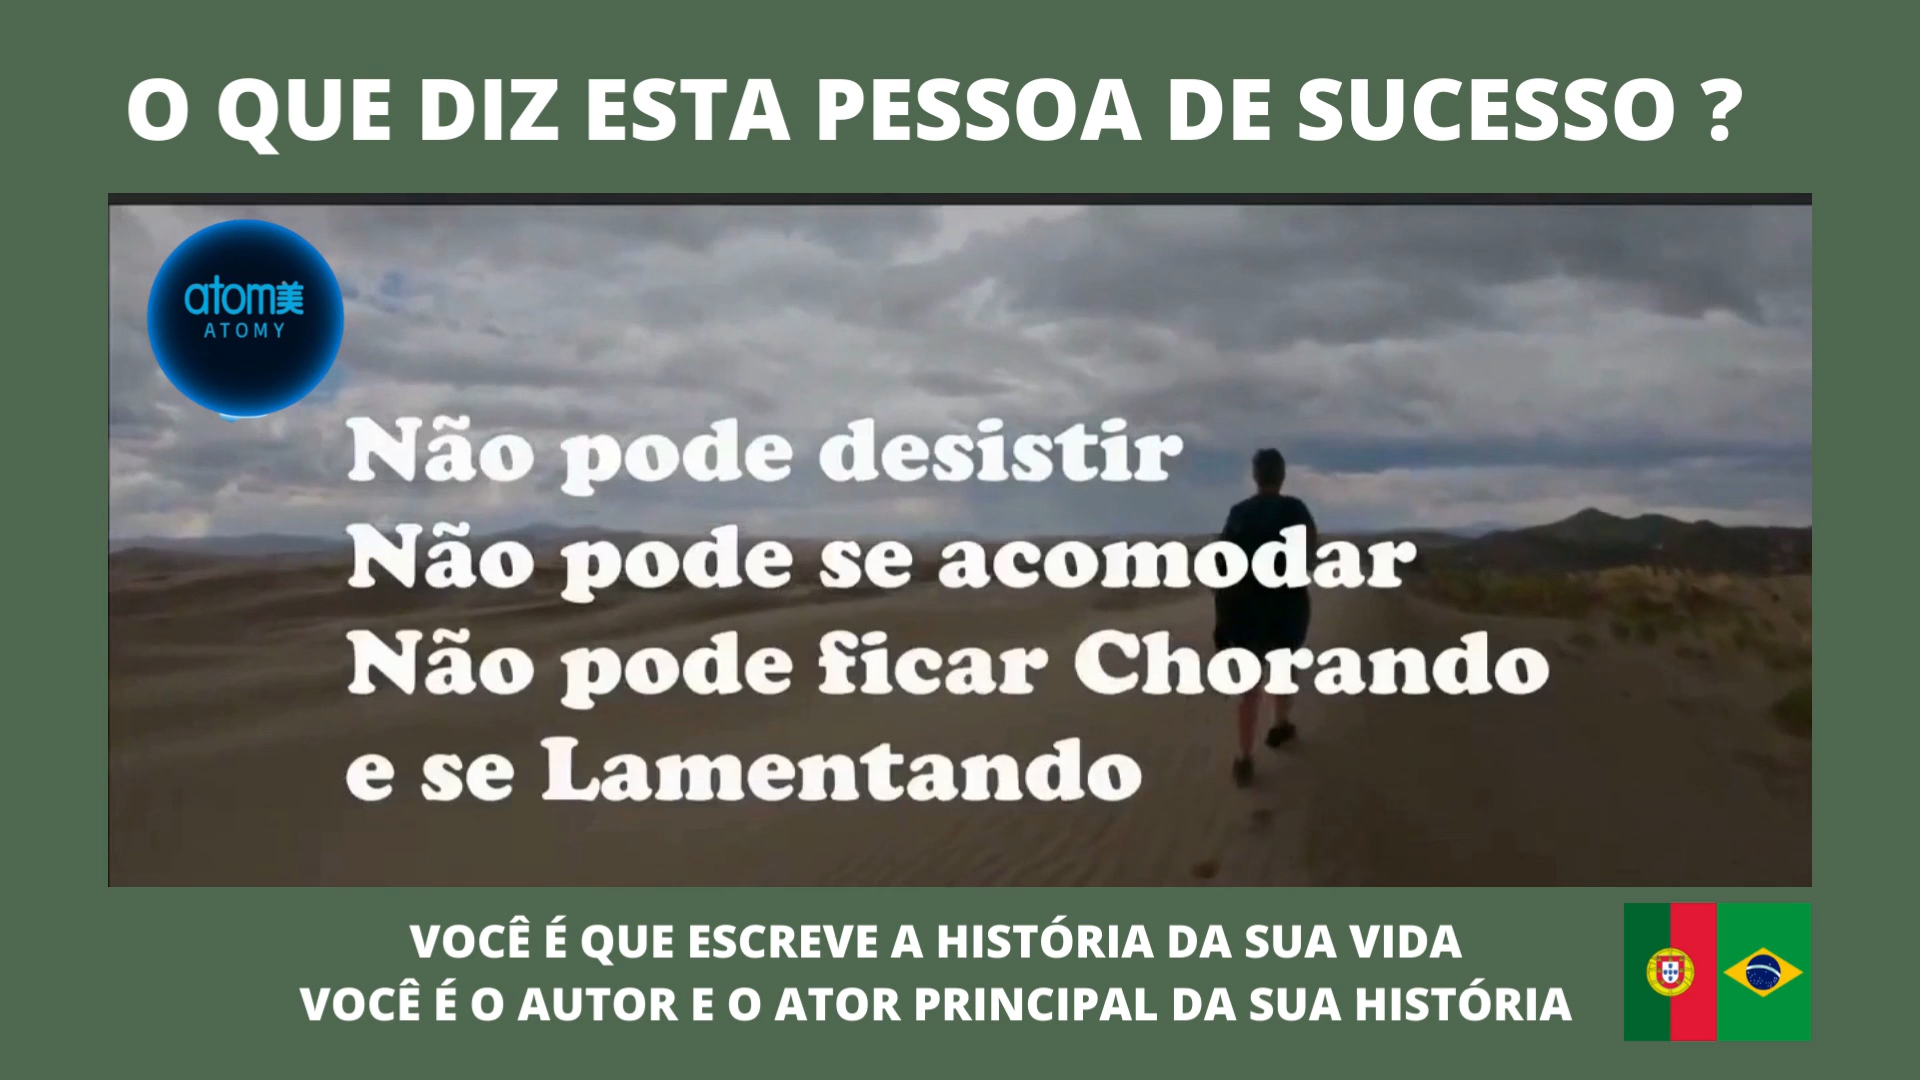 O QUE DIZ ESTA PESSOA DE SUCESSO ?
atom美
ATOMY
Não pode desistir
Não pode se acomodar
Não pode ficar Chorando
e se Lamentando
VOCÊ É QUE ESCREVE A HISTÓRIA DA SUA VIDA
VOCÊ É O AUTOR E O ATOR PRINCIPAL DA SUA HISTÓRIA